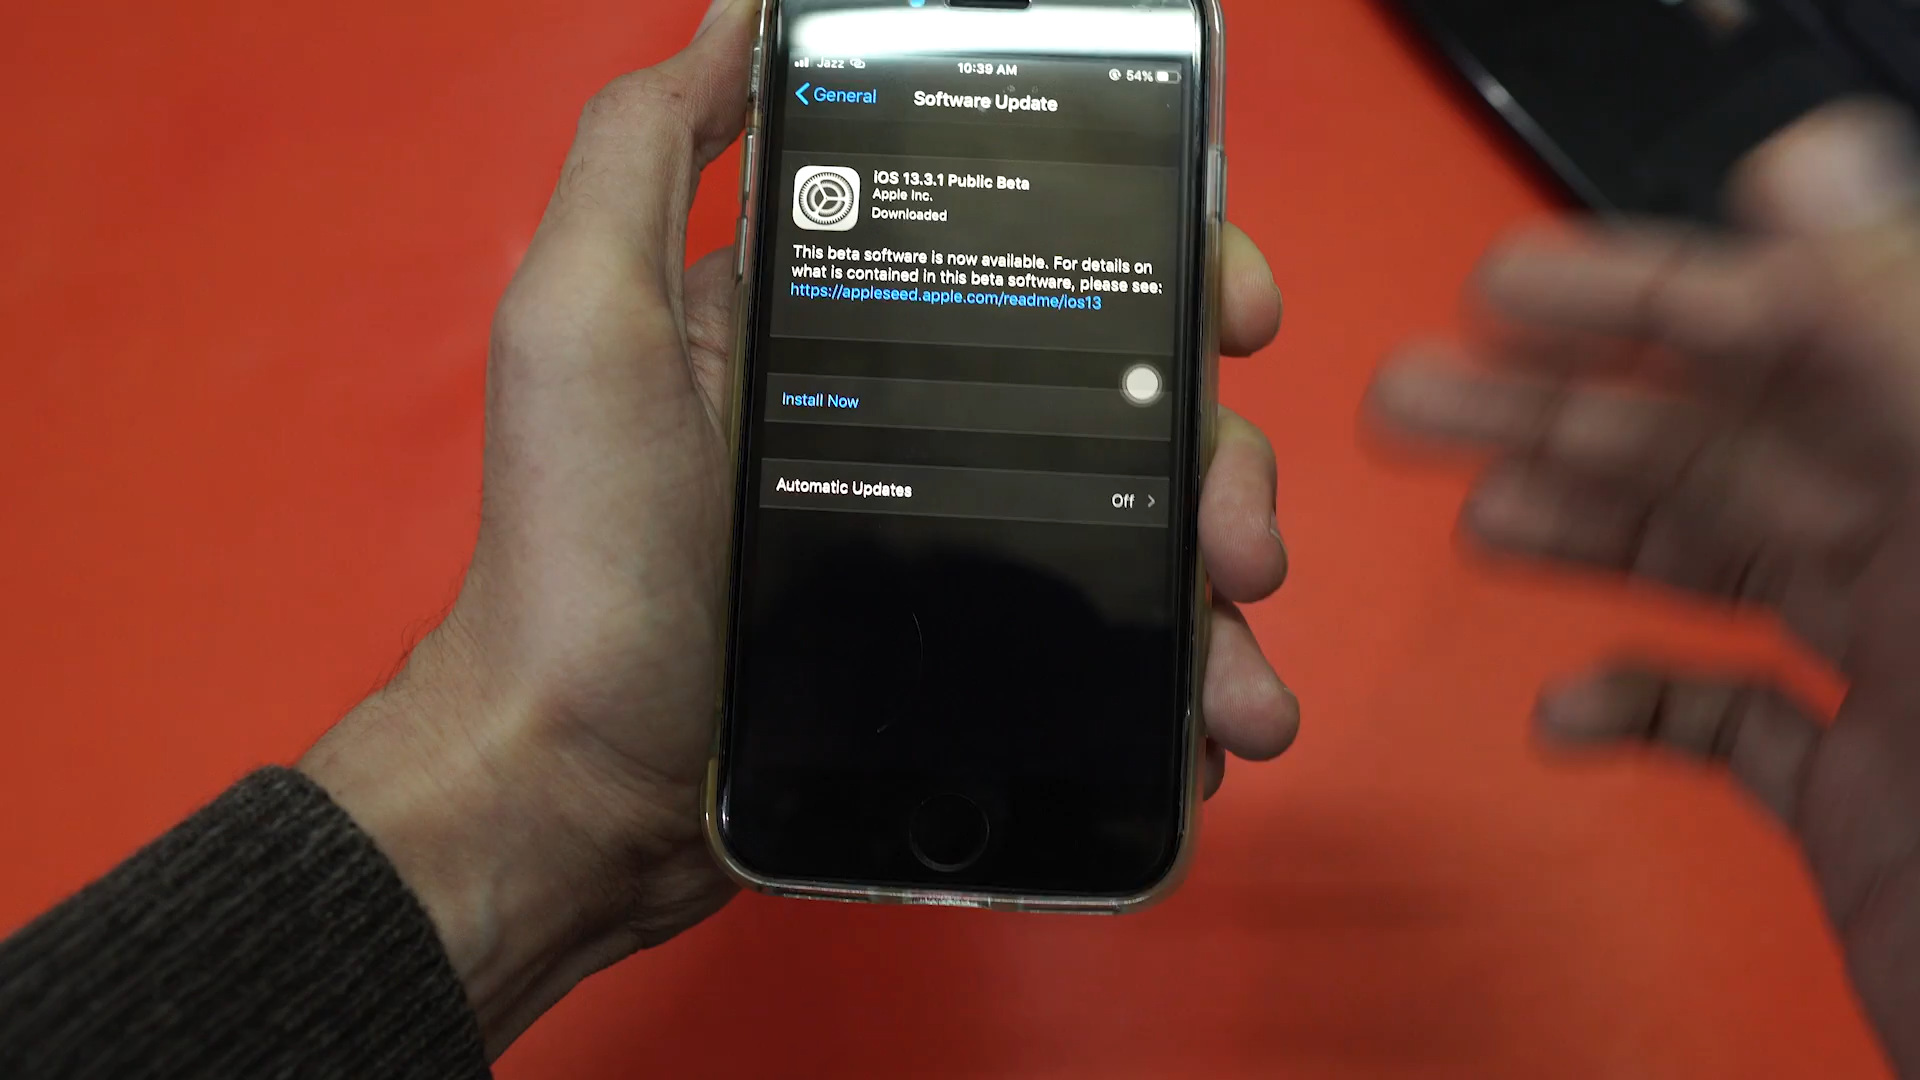 Jazz 10:39 AM 54%
General Software Update
iOS 13.3.1 Public Beta
Apple Inc.
Downloaded
This beta software is now available. For details on
what is contained in this beta software, please see:
https://appleseed.apple.com/readme/ios13
Install Now
Automatic Updates Off